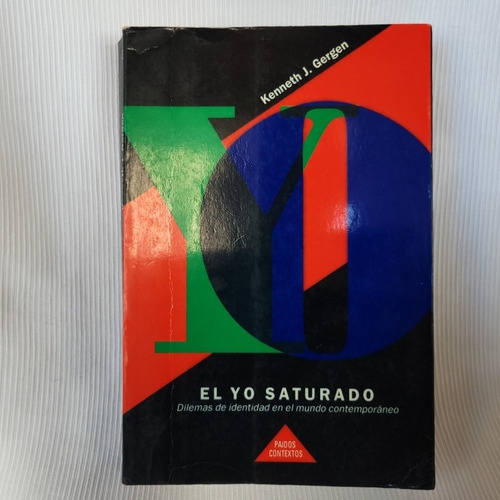 Kenneth J. Gergen
YO
EL YO SATURADO
Dilemas de identidad en el mundo contemporáneo
PAIDOS
CONTEXTOS